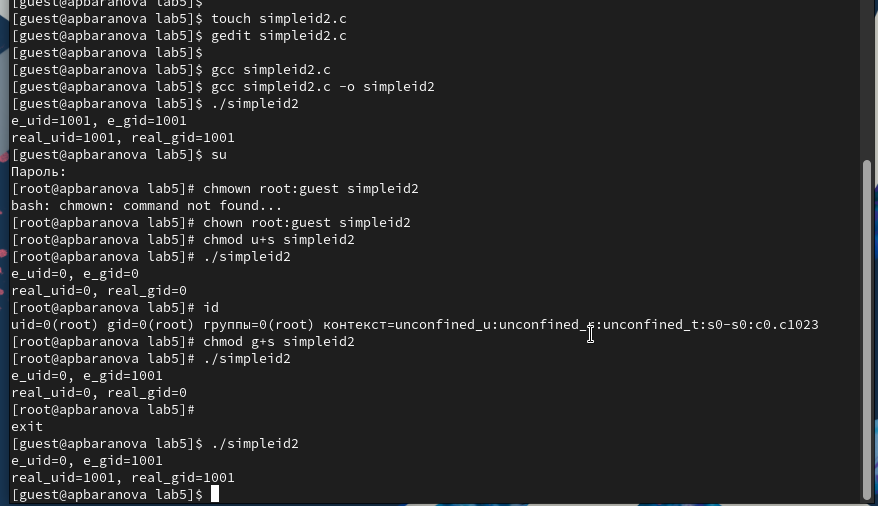 [guest@apbaranova lab5]$
[guest@apbaranova lab5]$ touch simpleid2.c
[guest@apbaranova lab5]$ gedit simpleid2.c
[guest@apbaranova lab5]$
[guest@apbaranova lab5]$ gcc simpleid2.c
[guest@apbaranova lab5]$ gcc simpleid2.c -o simpleid2
[guest@apbaranova lab5]$ ./simpleid2
e_uid=1001, e_gid=1001
real_uid=1001, real_gid=1001
[guest@apbaranova lab5]$ su
Пароль:
[root@apbaranova lab5]# chmown root:guest simpleid2
bash: chmown: command not found...
[root@apbaranova lab5]# chown root:guest simpleid2
[root@apbaranova lab5]# chmod u+s simpleid2
[root@apbaranova lab5]# ./simpleid2
e_uid=0, e_gid=0
real_uid=0, real_gid=0
[root@apbaranova lab5]# id
uid=0(root) gid=0(root) группы=0(root) контекст=unconfined_u:unconfined_r:unconfined_t:s0-s0:c0.c1023
[root@apbaranova lab5]# chmod g+s simpleid2
[root@apbaranova lab5]# ./simpleid2
e_uid=0, e_gid=1001
real_uid=0, real_gid=0
[root@apbaranova lab5]#
exit
[guest@apbaranova lab5]$ ./simpleid2
e_uid=0, e_gid=1001
real_uid=1001, real_gid=1001
[guest@apbaranova lab5]$